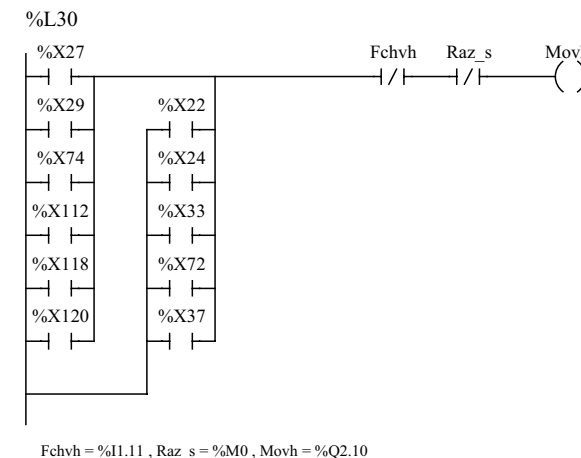 %L30
%X27 Fchvh Raz_s Movh
%X29 %X22
%X74 %X24
%X112 %X33
%X118 %X72
%X120 %X37
Fchvh = %I1.11 , Raz_s = %M0 , Movh = %Q2.10